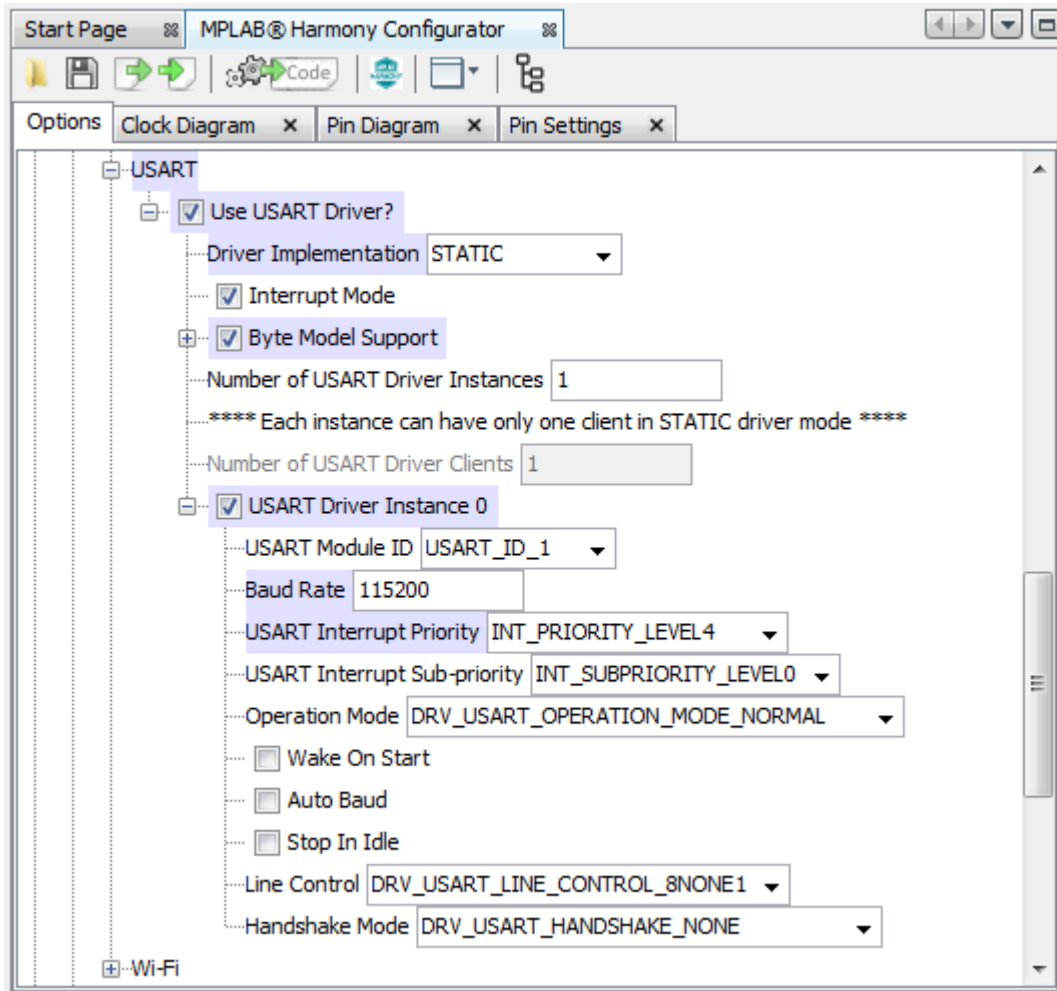 Start Page MPLAB® Harmony Configurator
Code HARMONY
Options Clock Diagram Pin Diagram Pin Settings
USART
Use USART Driver?
Driver Implementation STATIC
Interrupt Mode
Byte Model Support
Number of USART Driver Instances 1
**** Each instance can have only one client in STATIC driver mode ****
Number of USART Driver Clients 1
USART Driver Instance 0
USART Module ID USART_ID_1
Baud Rate 115200
USART Interrupt Priority INT_PRIORITY_LEVEL4
USART Interrupt Sub-priority INT_SUBPRIORITY_LEVEL0
Operation Mode DRV_USART_OPERATION_MODE_NORMAL
Wake On Start
Auto Baud
Stop In Idle
Line Control DRV_USART_LINE_CONTROL_8NONE1
Handshake Mode DRV_USART_HANDSHAKE_NONE
Wi-Fi